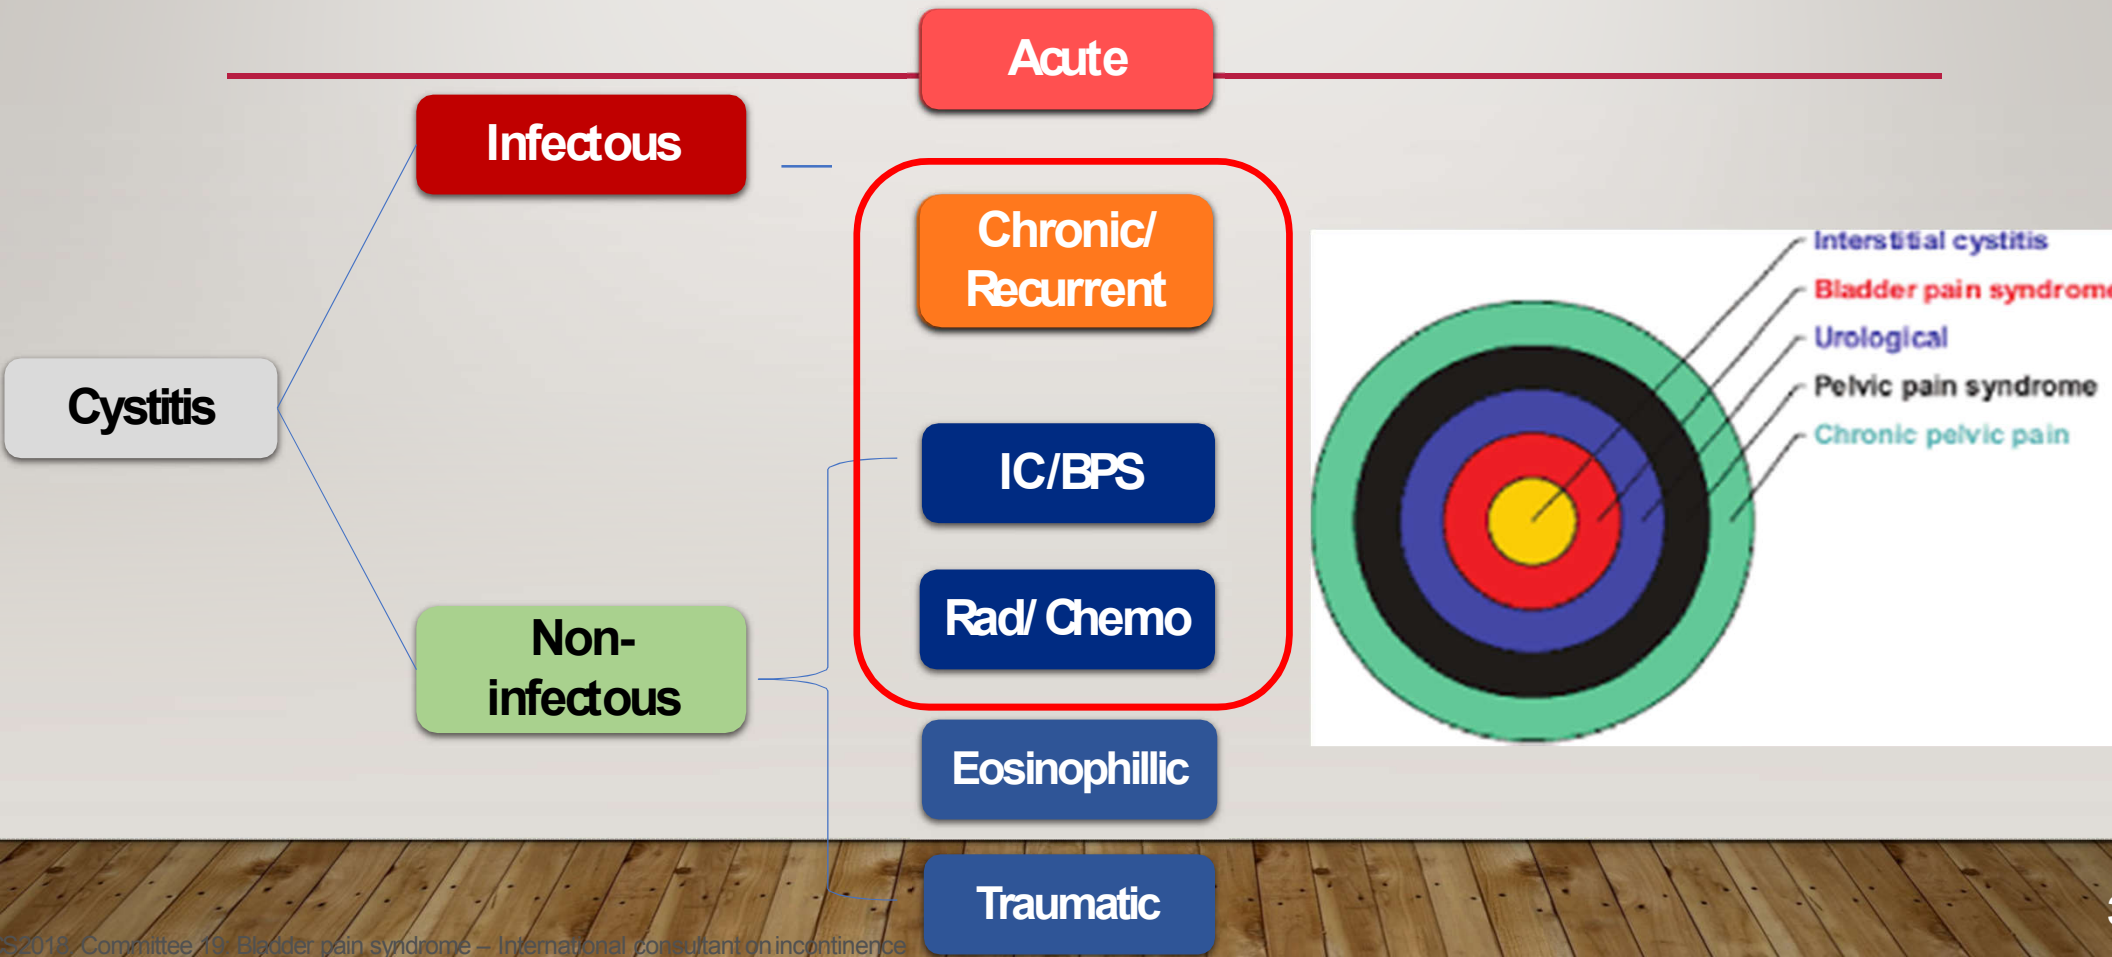 Acute
Infectous
Chronic/
Recurrent
Cystitis
IC/BPS
Rad/ Chemo
Non-
infectous
Eosinophillic
Traumatic
Interstitial cystitis
Bladder pain syndrome
Urological
Pelvic pain syndrome
Chronic pelvic pain
S2018. Committee 19: Bladder pain syndrome – International consultant on incontinence